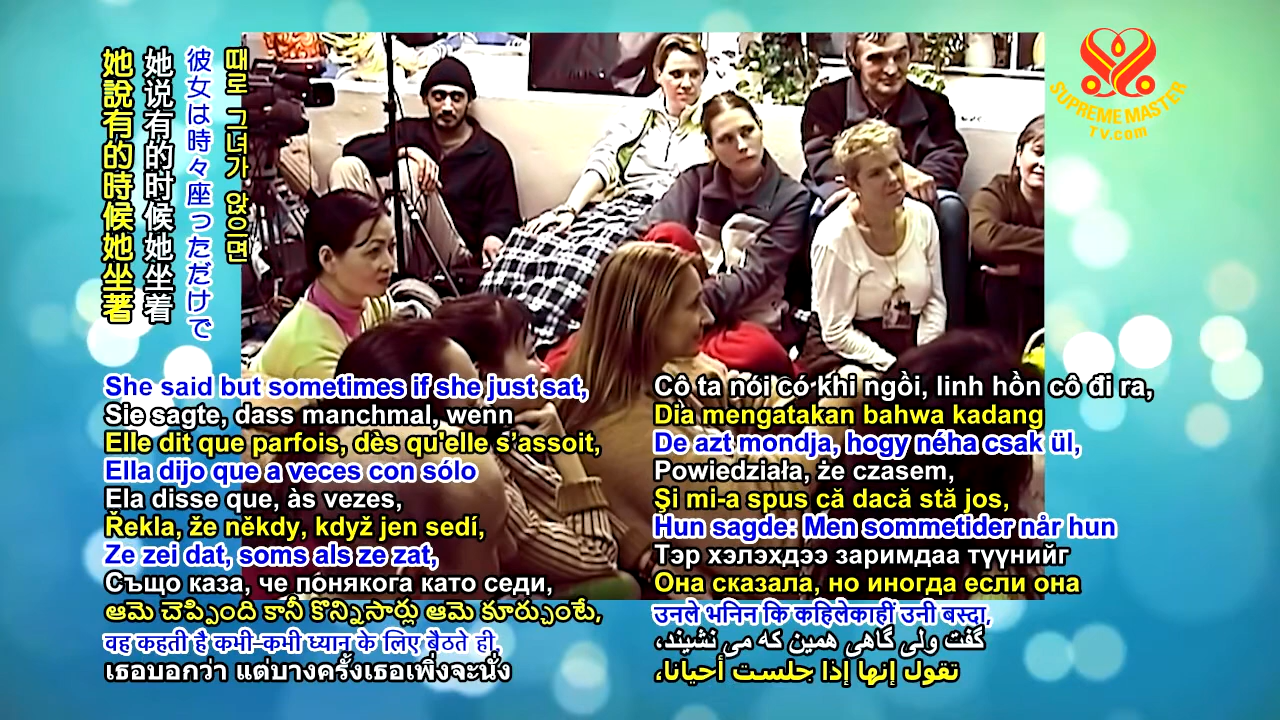 她說有的時候她坐著
她说有的时候她坐着
彼女は時々座っただけで
때로 그녀가 앉으면
SUPREME MASTER
TV.com
She said but sometimes if she just sat,
Sie sagte, dass manchmal, wenn
Elle dit que parfois, dès qu'elle s'assoit,
Ella dijo que a veces con sólo
Ela disse que, às vezes,
Řekla, že někdy, když jen sedí,
Ze zei dat, soms als ze zat,
Също каза, че понякога като седи,
ఆమె చెప్పింది కానీ కొన్నిసార్లు ఆమె కూర్చుంటే,
वह कहती है कभी-कभी ध्यान के लिए बैठते ही,
เธอบอกว่า แต่บางครั้งเธอเพิ่งจะนั่ง
Cô ta nói có khi ngồi, linh hồn cô đi ra,
Dia mengatakan bahwa kadang
De azt mondja, hogy néha csak ül,
Powiedziała, że czasem,
Şi mi-a spus că dacă stă jos,
Hun sagde: Men sommetider når hun
Тэр хэлэхдээ заримдаа түүнийг
Она сказала, но иногда если она
उनले भनिन कि कहिलेकाहीं उनी बस्दा,
گفت ولی گاهی همین که می نشیند،
تقول إنها إذا جلست أحيانا،